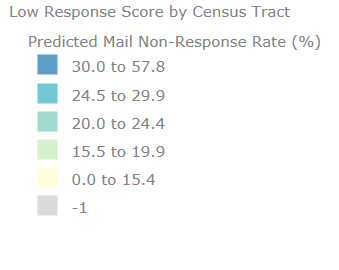 Low Response Score by Census Tract
Predicted Mail Non-Response Rate (%)
30.0 to 57.8
24.5 to 29.9
20.0 to 24.4
15.5 to 19.9
0.0 to 15.4
-1